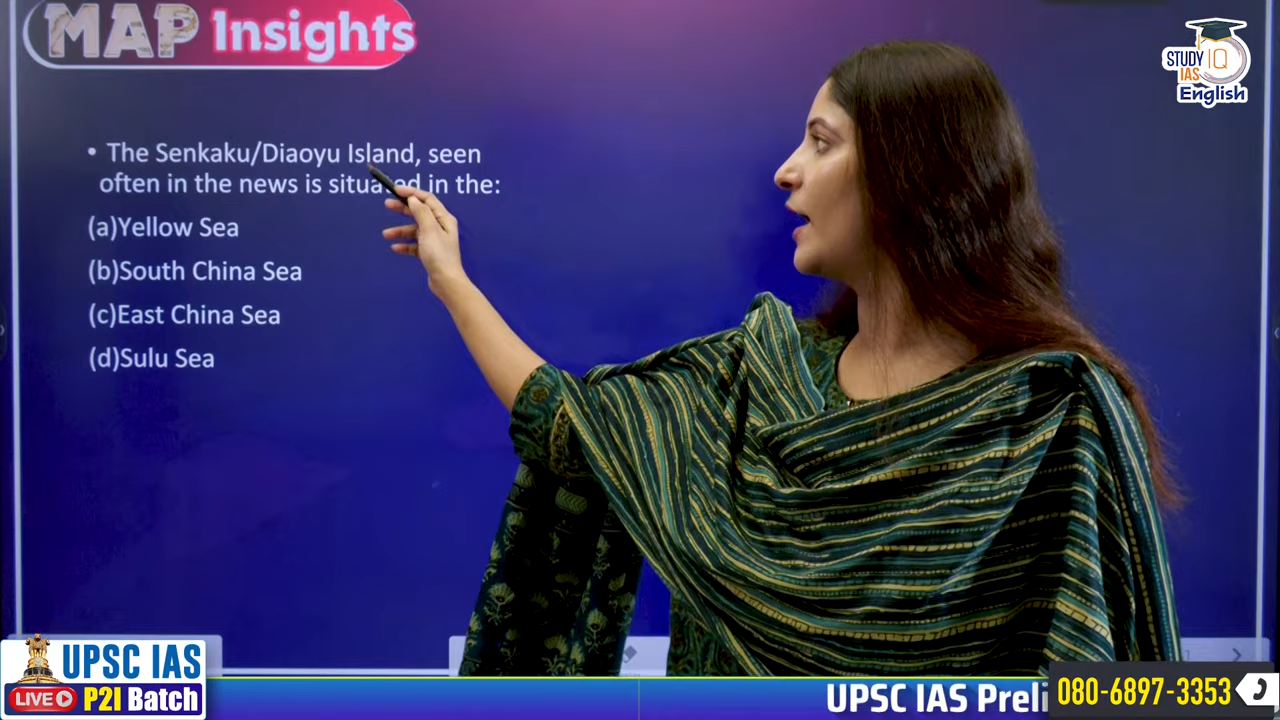 MAP Insights
STUDY IQ
IAS
English
• The Senkaku/Diaoyu Island, seen
often in the news is situated in the:
(a)Yellow Sea
(b)South China Sea
(c)East China Sea
(d)Sulu Sea
UPSC IAS
LIVE P2I Batch
UPSC IAS Preli
080-6897-3353